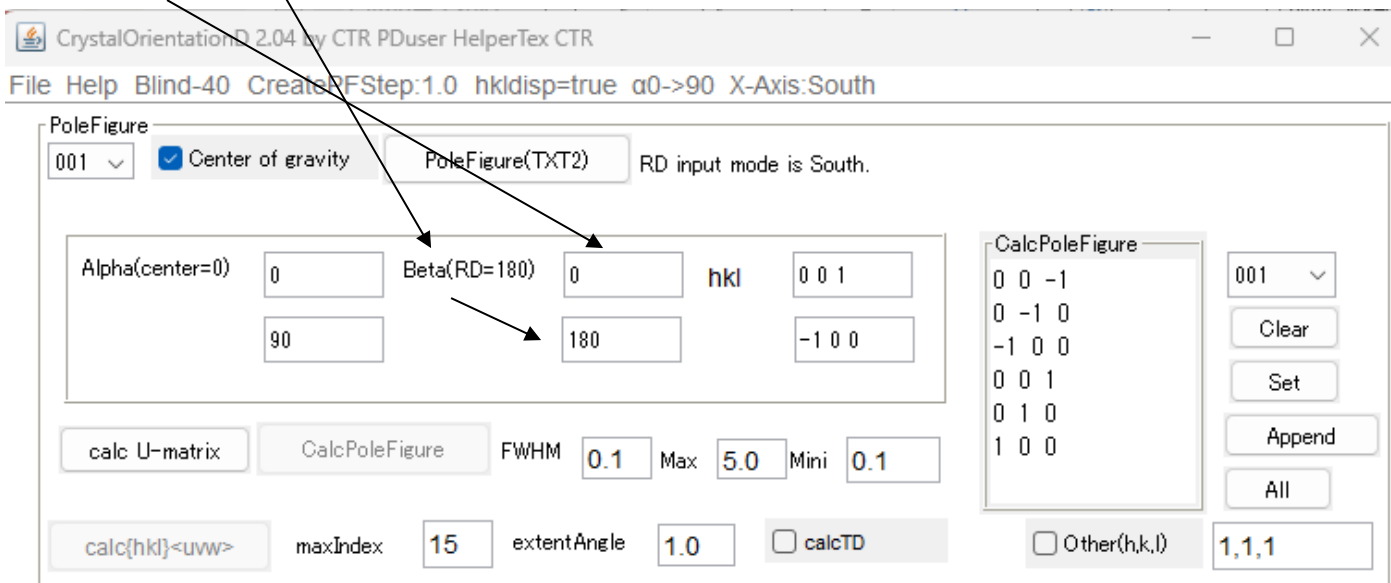 CrystalOrientationD 2.04 by CTR PDuser HelperTex CTR
File Help Blind-40 CreatePFStep:1.0 hkldisp=true α0->90 X-Axis:South
PoleFigure
001 Center of gravity PoleFigure(TXT2) RD input mode is South.
Alpha(center=0) 0 Beta(RD=180) 0 hkl 0 0 1
90 180 -1 0 0
CalcPoleFigure
0 0 -1
0 -1 0
-1 0 0
0 0 1
0 1 0
1 0 0
001
Clear
Set
Append
All
calc U-matrix CalcPoleFigure FWHM 0.1 Max 5.0 Mini 0.1
calc{hkl}<uvw> maxIndex 15 extentAngle 1.0 calcTD Other(h,k,l) 1,1,1